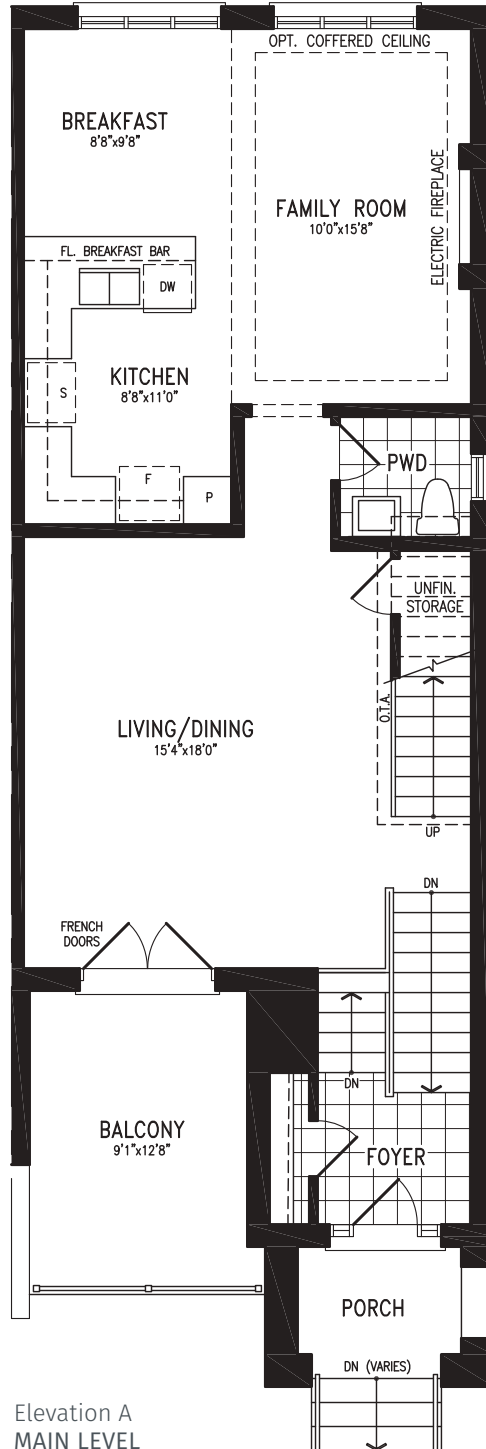 OPT. COFFERED CEILING
BREAKFAST
8'8"x9'8"
FAMILY ROOM
10'0"x15'8"
ELECTRIC FIREPLACE
FL. BREAKFAST BAR
DW
KITCHEN
8'8"x11'0"
S
F
P
PWD
UNFIN.
STORAGE
O.T.A.
LIVING/DINING
15'4"x18'0"
UP
DN
FRENCH
DOORS
DN
BALCONY
9'1"x12'8"
FOYER
PORCH
DN (VARIES)
Elevation A
MAIN LEVEL